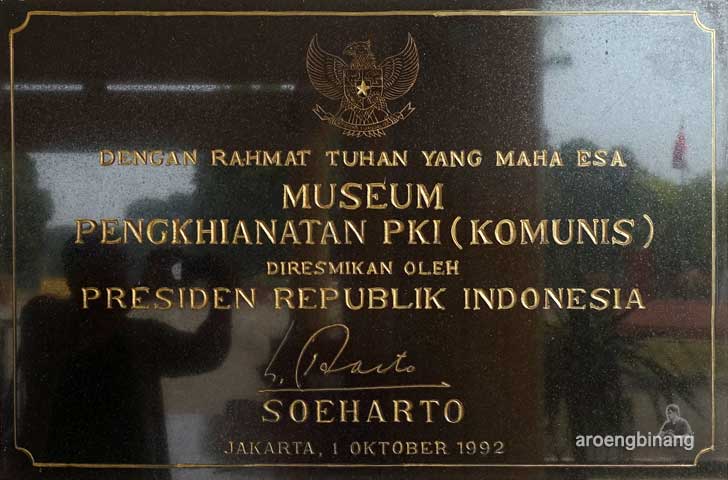 DENGAN RAHMAT TUHAN YANG MAHA ESA
MUSEUM
PENGKHIANATAN PKI (KOMUNIS)
DIRESMIKAN OLEH
PRESIDEN REPUBLIK INDONESIA
SOEHARTO
JAKARTA, 1 OKTOBER 1992
aroengbinang